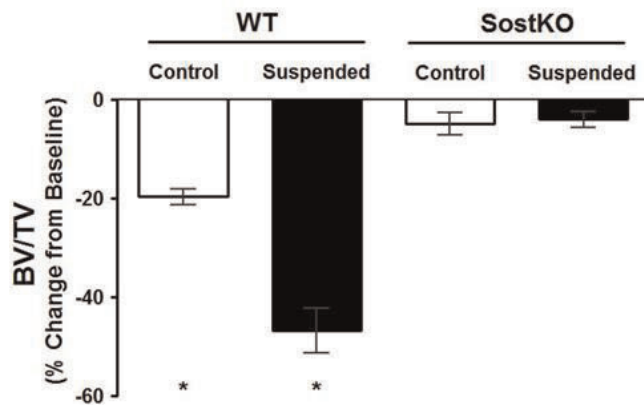 WT SostKO
Control Suspended Control Suspended
0
-20
-40
-60
BV/TV
(% Change from Baseline)
* *